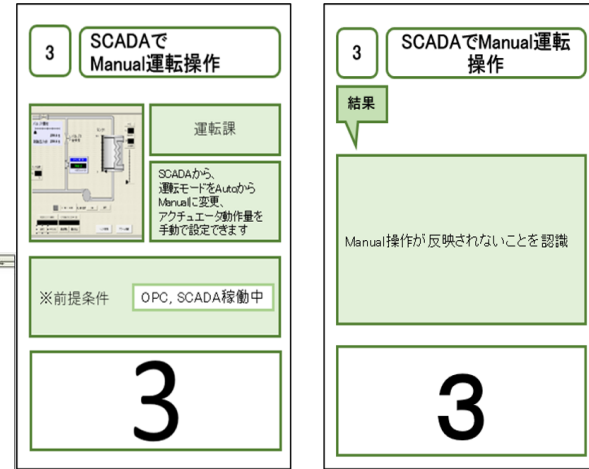 3
SCADAで
Manual運転操作
運転課
SCADAから、
運転モードをAutoから
Manualに変更、
アクチュエータ動作量を
手動で設定できます
※前提条件
OPC, SCADA稼動中
3
3
SCADAでManual運転
操作
結果
Manual操作が反映されないことを認識
3